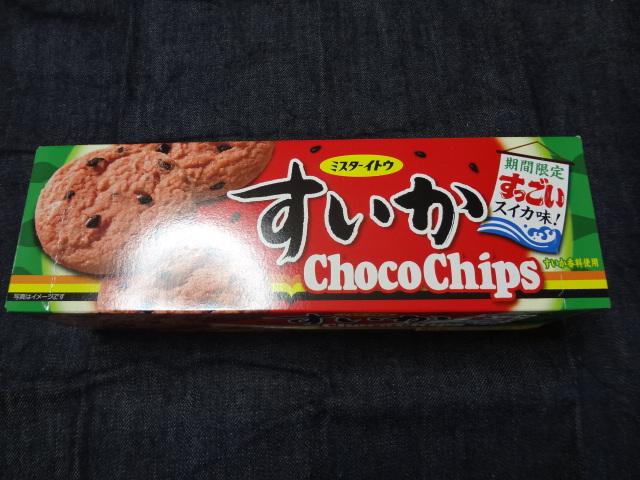 ミスターイトウ
すいか
ChocoChips
期間限定
すっごい
スイカ味!
すいか香料使用
写真はイメージです